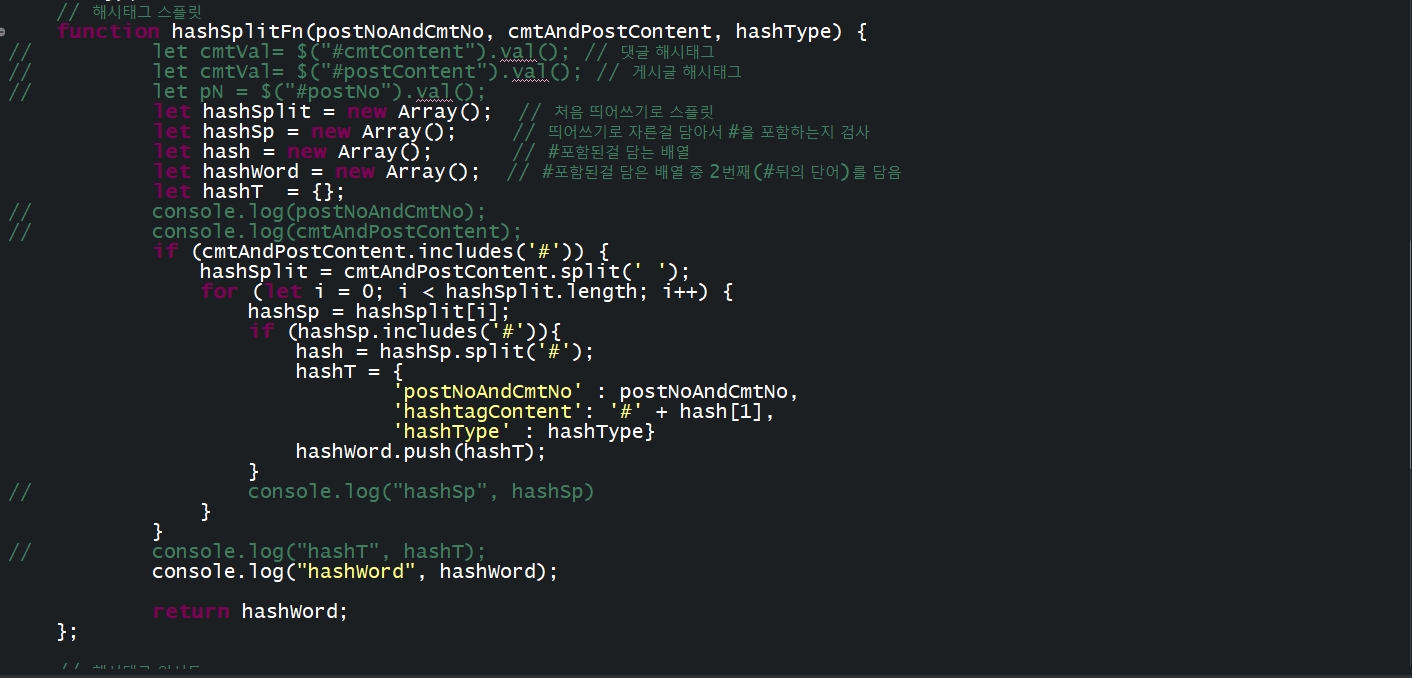 // 해시태그 스플릿
function hashSplitFn(postNoAndCmtNo, cmtAndPostContent, hashType) {
// let cmtVal= $("#cmtContent").val(); // 댓글 해시태그
// let cmtVal= $("#postContent").val(); // 게시글 해시태그
// let pN = $("#postNo").val();
let hashSplit = new Array(); // 처음 띄어쓰기로 스플릿
let hashSp = new Array(); // 띄어쓰기로 자른걸 담아서 #을 포함하는지 검사
let hash = new Array(); // #포함된걸 담는 배열
let hashWord = new Array(); // #포함된걸 담은 배열 중 2번째(#뒤의 단어)를 담음
let hashT = {};
// console.log(postNoAndCmtNo);
// console.log(cmtAndPostContent);
if (cmtAndPostContent.includes('#')) {
hashSplit = cmtAndPostContent.split(' ');
for (let i = 0; i < hashSplit.length; i++) {
hashSp = hashSplit[i];
if (hashSp.includes('#')){
hash = hashSp.split('#');
hashT = {
'postNoAndCmtNo' : postNoAndCmtNo,
'hashtagContent': '#' + hash[1],
'hashType' : hashType}
hashWord.push(hashT);
}
// console.log("hashSp", hashSp)
}
}
// console.log("hashT", hashT);
console.log("hashWord", hashWord);
return hashWord;
};